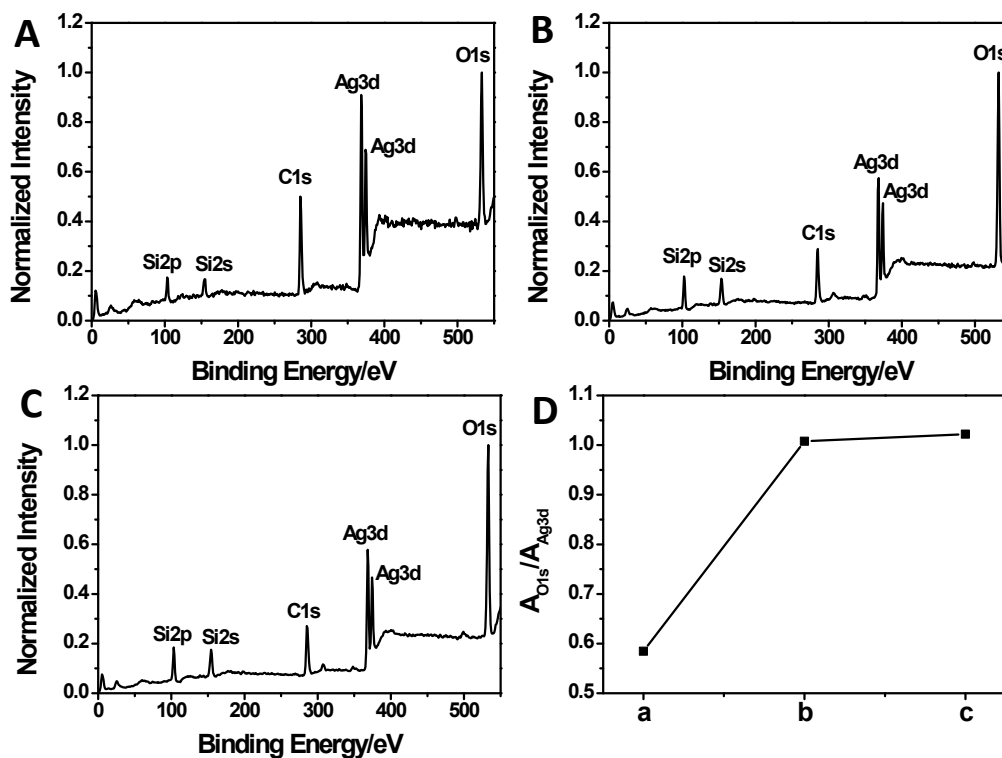 A
Normalized Intensity
1.2
1.0
0.8
0.6
0.4
0.2
0.0
Si2p
Si2s
C1s
Ag3d
Ag3d
O1s
0 100 200 300 400 500
Binding Energy/eV
B
Normalized Intensity
1.2
1.0
0.8
0.6
0.4
0.2
0.0
Si2p
Si2s
C1s
Ag3d
Ag3d
O1s
0 100 200 300 400 500
Binding Energy/eV
C
Normalized Intensity
1.2
1.0
0.8
0.6
0.4
0.2
0.0
Si2p
Si2s
C1s
Ag3d
Ag3d
O1s
0 100 200 300 400 500
Binding Energy/eV
D
A_O1s/A_Ag3d
1.1
1.0
0.9
0.8
0.7
0.6
0.5
a b c